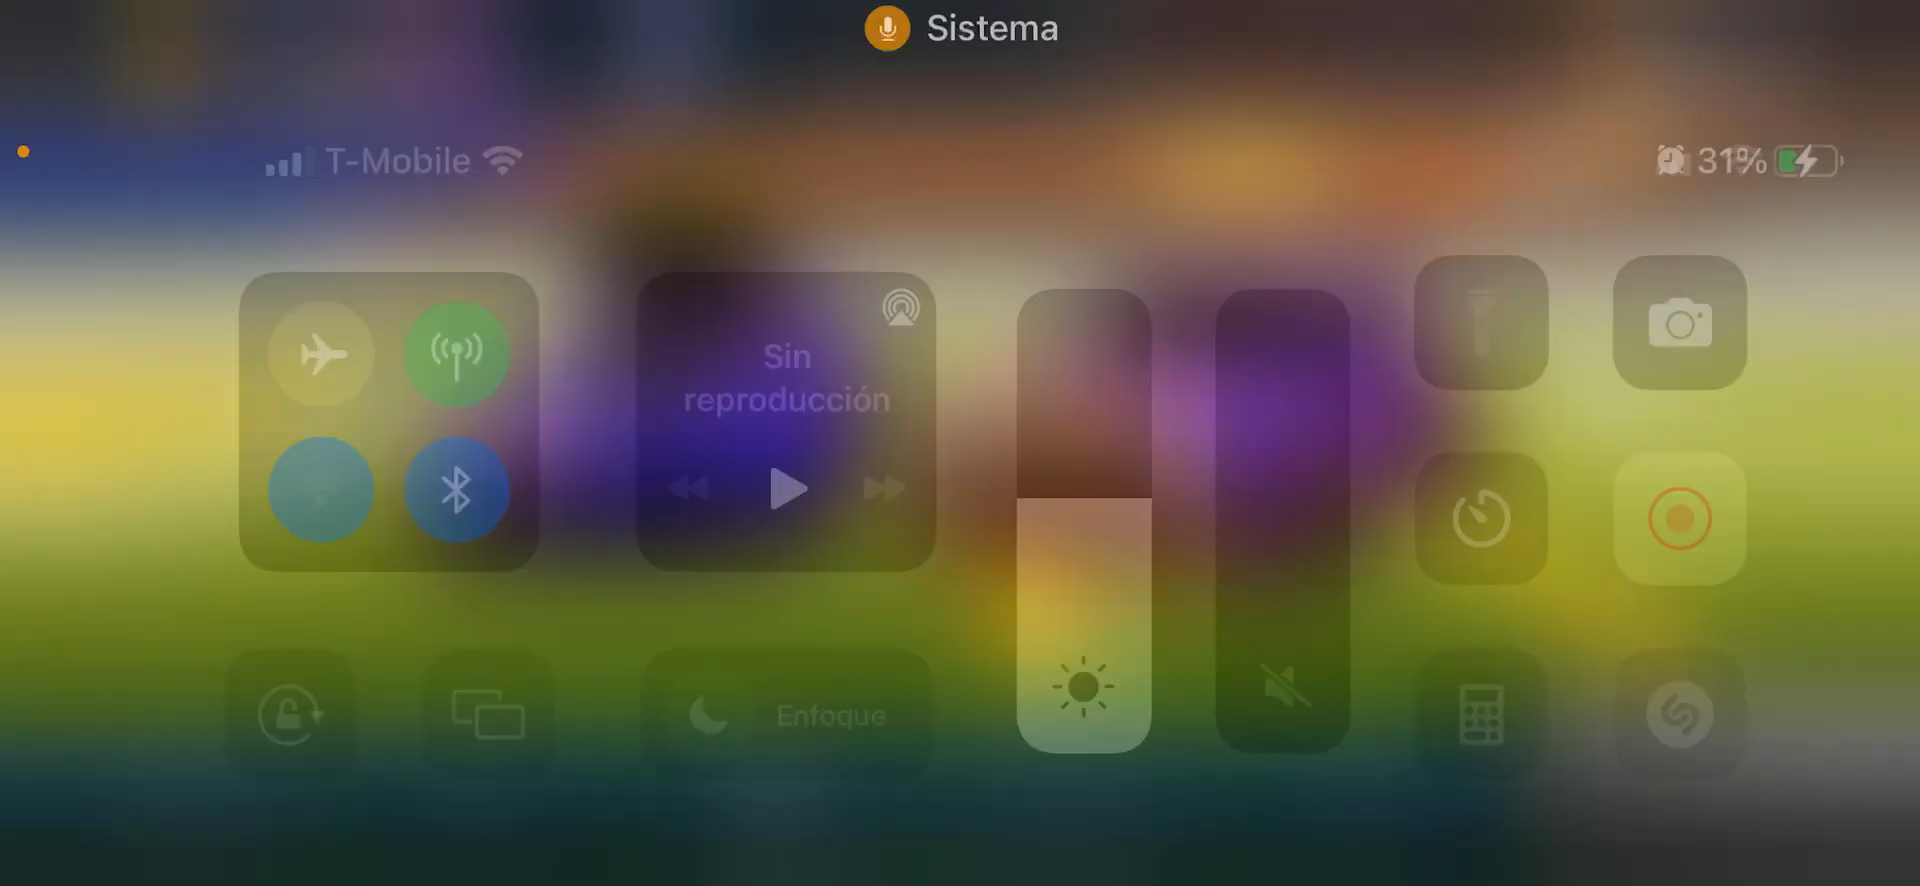 Sistema
T-Mobile
31%
Sin
reproducción
Enfoque